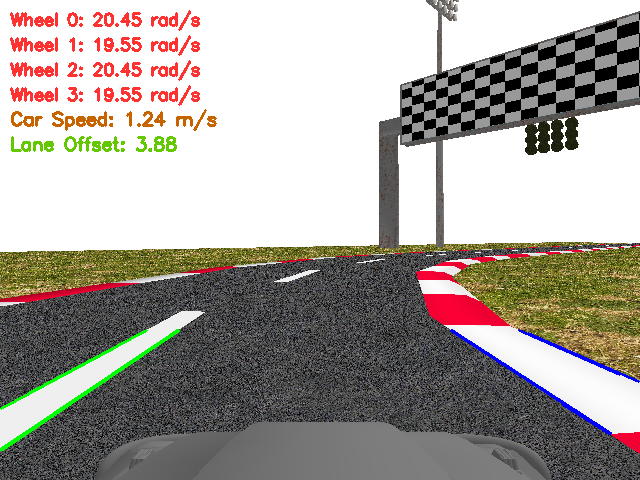 Wheel 0: 20.45 rad/s
Wheel 1: 19.55 rad/s
Wheel 2: 20.45 rad/s
Wheel 3: 19.55 rad/s
Car Speed: 1.24 m/s
Lane Offset: 3.88